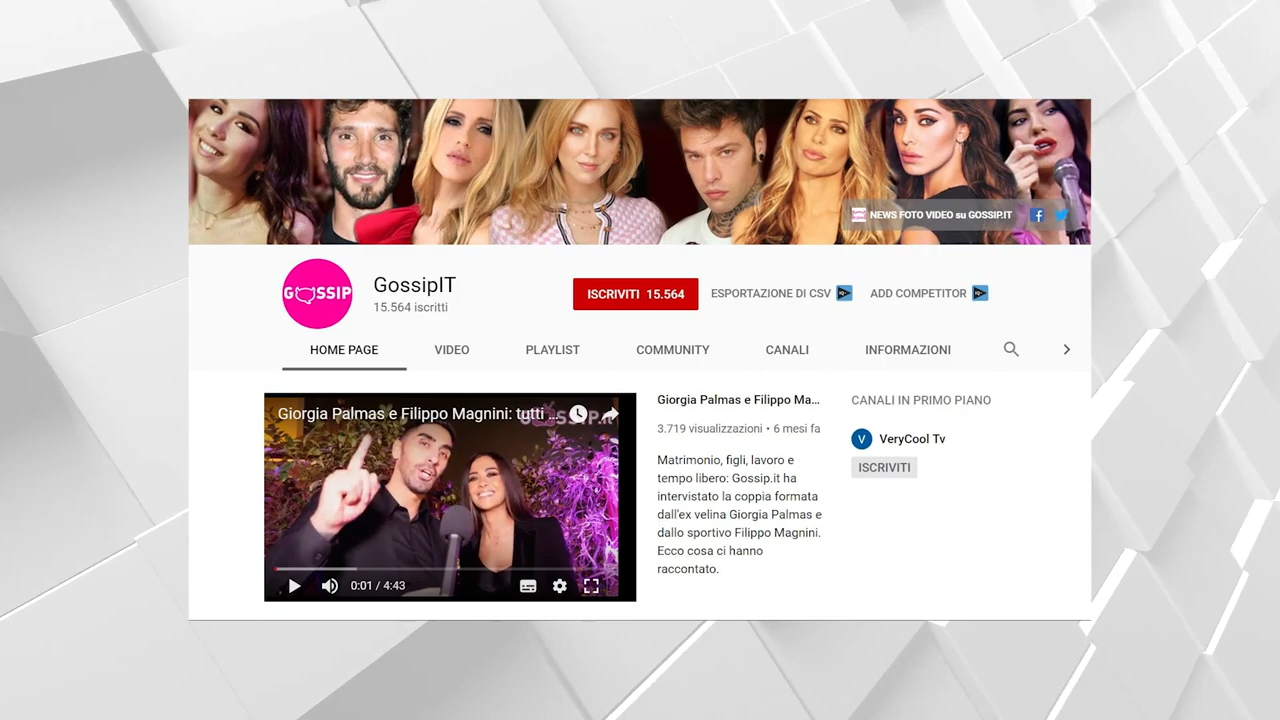 NEWS FOTO VIDEO su GOSSIP.IT
GOSSIP
GossipIT
15.564 iscritti
ISCRIVITI 15.564
ESPORTAZIONE DI CSV
ADD COMPETITOR
HOME PAGE
VIDEO
PLAYLIST
COMMUNITY
CANALI
INFORMAZIONI
Giorgia Palmas e Filippo Magnini: tutti ...
GOSSIP.it
0:01 / 4:43
Giorgia Palmas e Filippo Ma...
3.719 visualizzazioni • 6 mesi fa
Matrimonio, figli, lavoro e
tempo libero: Gossip.it ha
intervistato la coppia formata
dall'ex velina Giorgia Palmas e
dallo sportivo Filippo Magnini.
Ecco cosa ci hanno
raccontato.
CANALI IN PRIMO PIANO
V
VeryCool Tv
ISCRIVITI